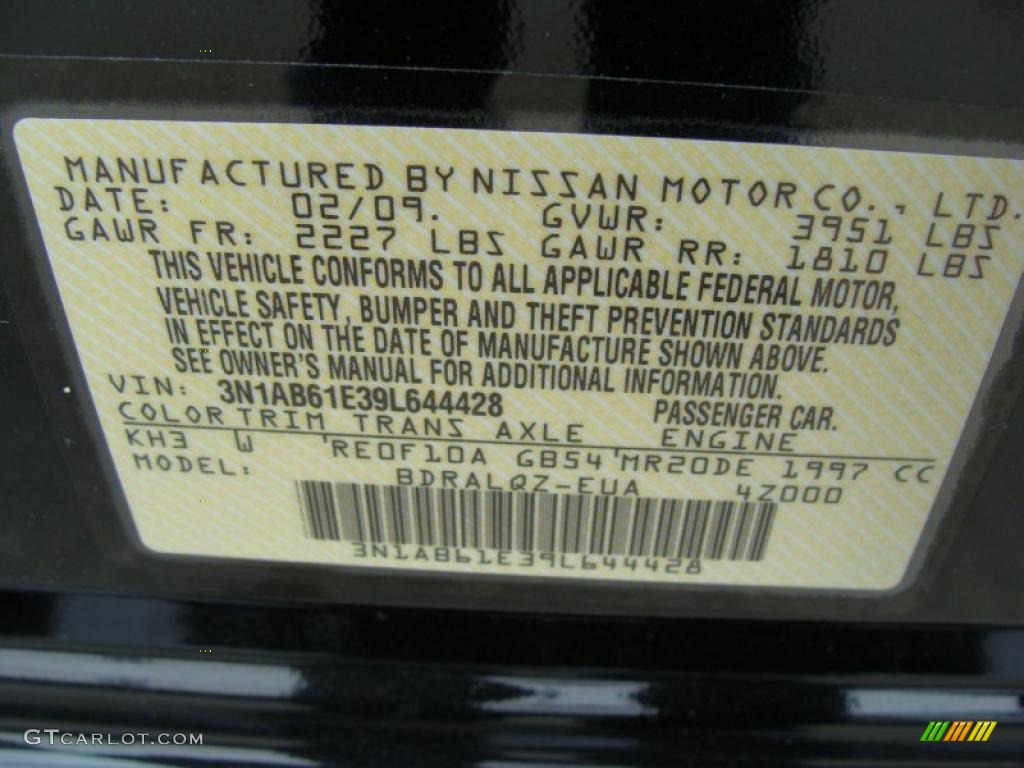 MANUFACTURED BY NISSAN MOTOR CO., LTD.
DATE: 02/09. GVWR: 3951 LBS
GAWR FR: 2227 LBS GAWR RR: 1810 LBS
THIS VEHICLE CONFORMS TO ALL APPLICABLE FEDERAL MOTOR,
VEHICLE SAFETY, BUMPER AND THEFT PREVENTION STANDARDS
IN EFFECT ON THE DATE OF MANUFACTURE SHOWN ABOVE.
SEE OWNER'S MANUAL FOR ADDITIONAL INFORMATION.
VIN: 3N1AB61E39L644428 PASSENGER CAR.
COLOR TRIM TRANS AXLE ENGINE
KH3 W RE0F10A GB54 MR20DE 1997 CC
MODEL: BDRALQZ-EUA 4Z000
3N1AB61E39L644428
GTCARLOT.COM